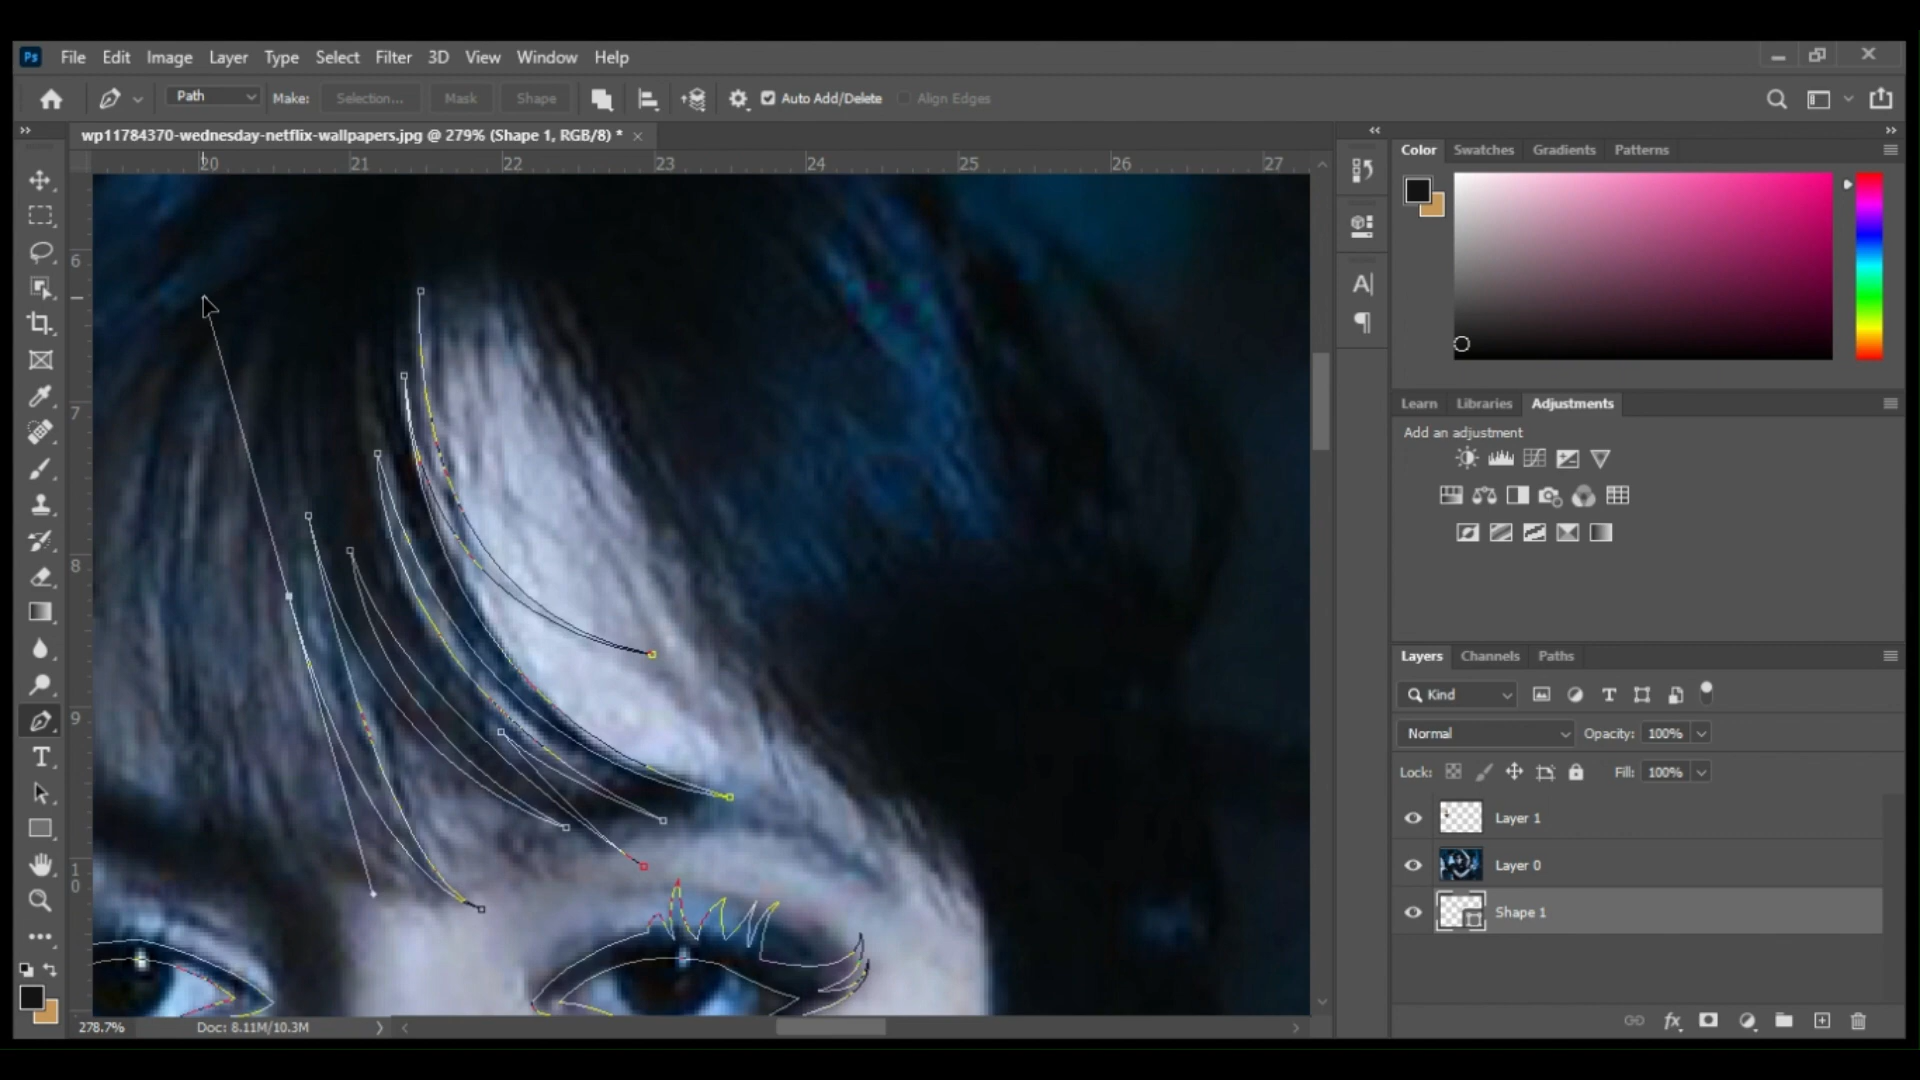 Ps File Edit Image Layer Type Select Filter 3D View Window Help
Path Make: Selection... Mask Shape Auto Add/Delete Align Edges
wp11784370-wednesday-netflix-wallpapers.jpg @ 279% (Shape 1, RGB/8) *
20 21 22 23 24 25 26 27
6
7
8
9
1
0
Color Swatches Gradients Patterns
Learn Libraries Adjustments
Add an adjustment
Layers Channels Paths
Kind
Normal Opacity: 100%
Lock: Fill: 100%
Layer 1
Layer 0
Shape 1
278.7% Doc: 8.11M/10.3M